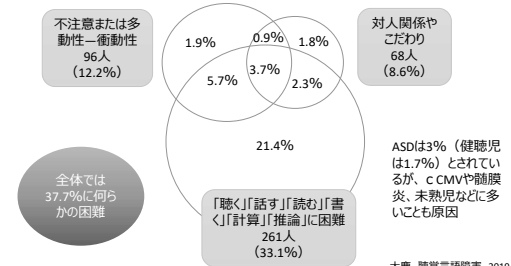 不注意または多
動性―衝動性
96人
（12.2%）
1.9%
0.9%
1.8%
対人関係や
こだわり
68人
（8.6%）
5.7%
3.7%
2.3%
21.4%
全体では
37.7%に何ら
かの困難
「聴く」「話す」「読む」「書
く」「計算」「推論」に困難
261人
（33.1%）
ASDは3%（健聴児
は1.7%）とされてい
るが、ｃCMVや髄膜
炎、未熟児などに多
いことも原因